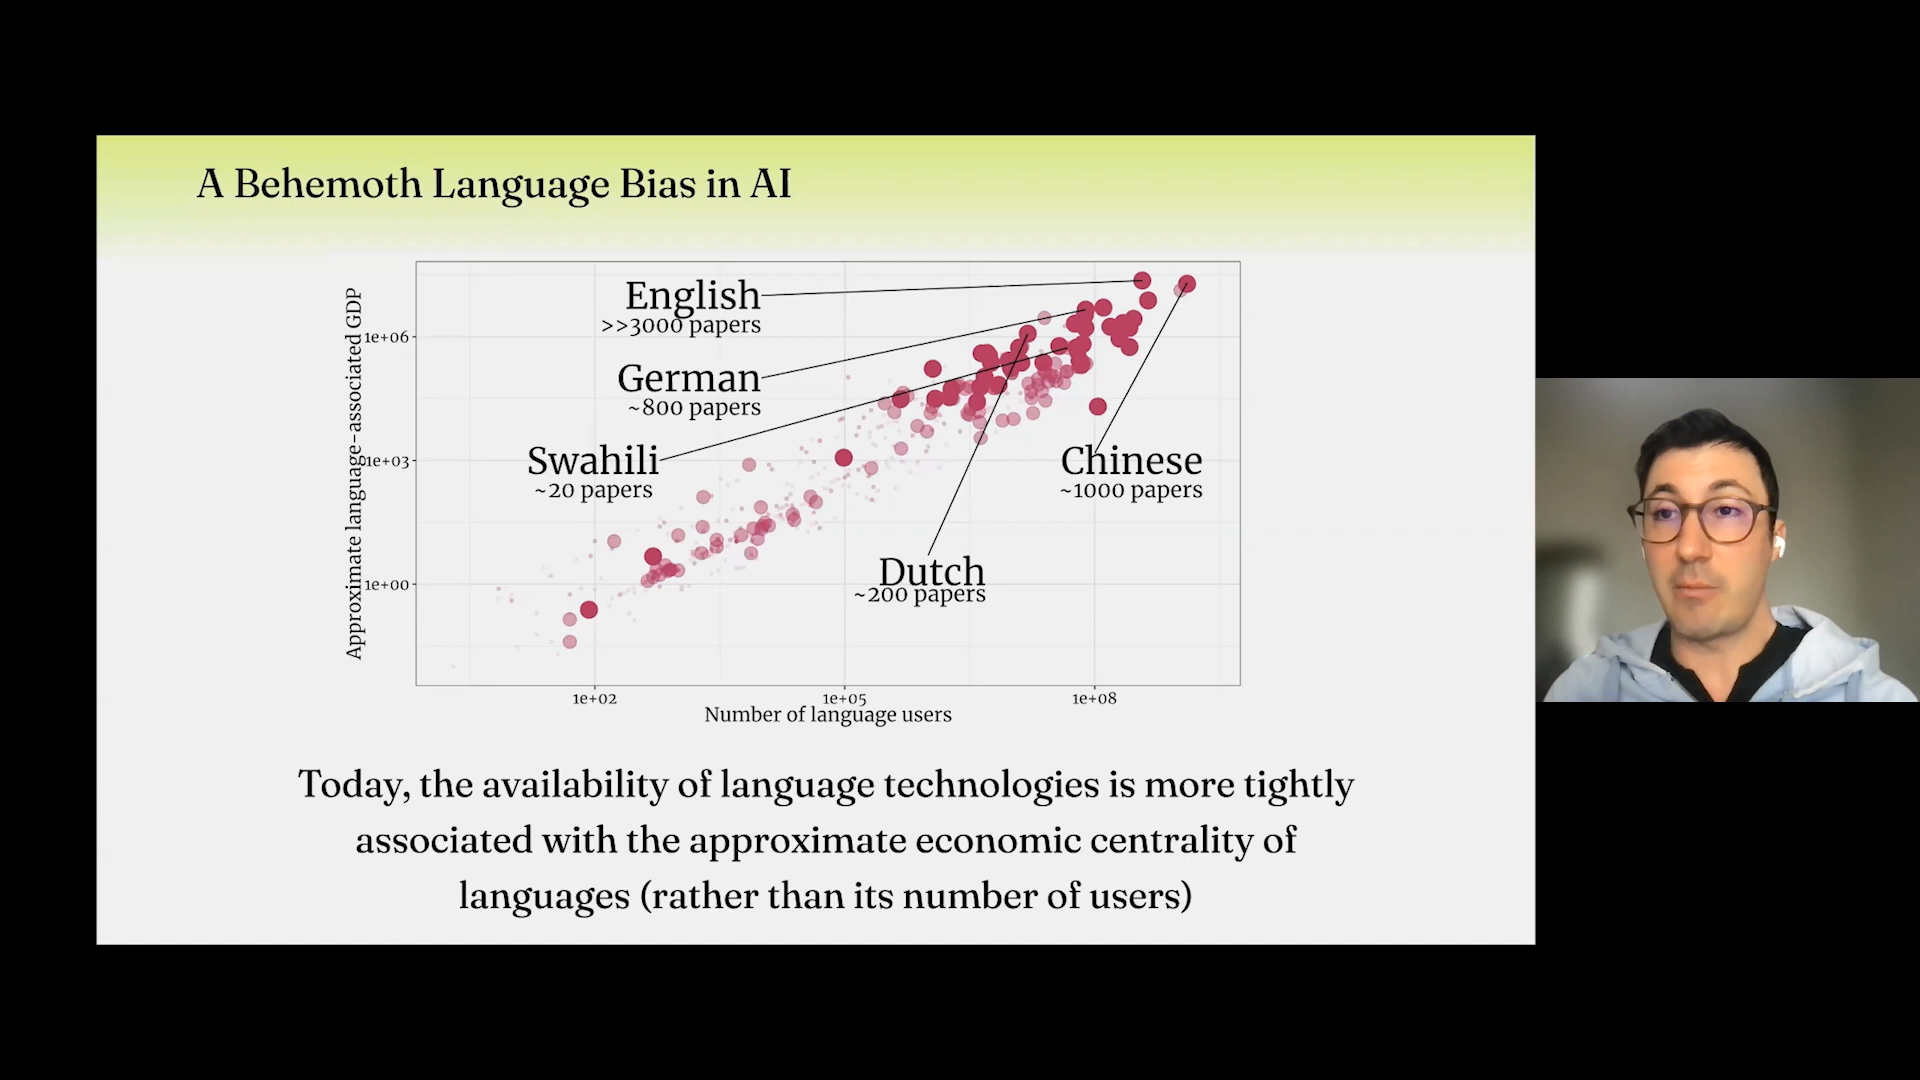 A Behemoth Language Bias in AI
English
>>3000 papers
German
~800 papers
Swahili
~20 papers
Chinese
~1000 papers
Dutch
~200 papers
Approximate language-associated GDP
1e+06
1e+03
1e+00
1e+02
1e+05
1e+08
Number of language users
Today, the availability of language technologies is more tightly
associated with the approximate economic centrality of
languages (rather than its number of users)